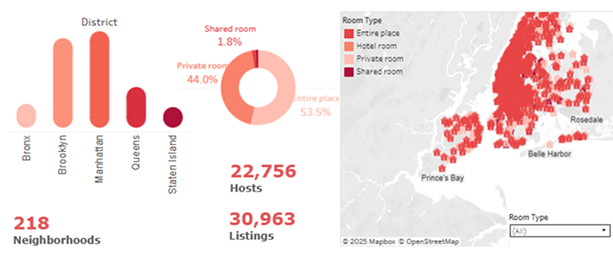 District
Bronx
Brooklyn
Manhattan
Queens
Staten Island
218
Neighborhoods
Shared room
1.8%
Private room
44.0%
Entire place
53.5%
22,756
Hosts
30,963
Listings
Room Type
Entire place
Hotel room
Private room
Shared room
Rosedale
Belle Harbor
Prince's Bay
Room Type
(All)
© 2025 Mapbox © OpenStreetMap